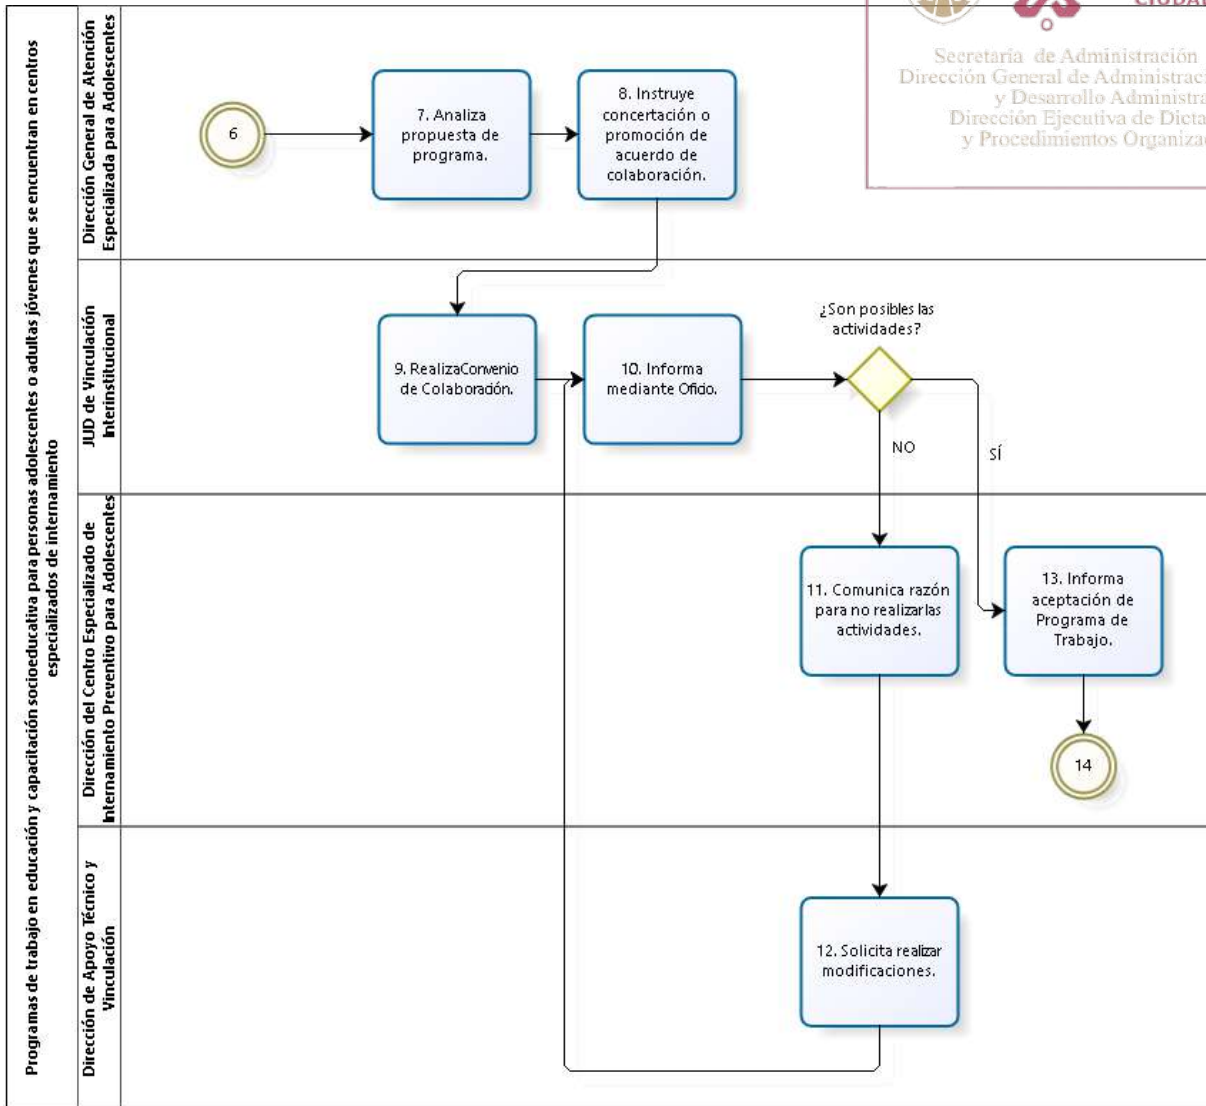 CIUDAD
Secretaría de Administración
Dirección General de Administraci
y Desarrollo Administra
Dirección Ejecutiva de Dicta
y Procedimientos Organiza
Programas de trabajo en educación y capacitación socioeducativa para personas adolescentes o adultas jóvenes que se encuentran en centros
especializados de internamiento
Dirección General de Atención
Especializada para Adolescentes
6
7. Analiza
propuesta de
programa.
8. Instruye
concertación o
promoción de
acuerdo de
colaboración.
JUD de Vinculación
Interinstitucional
9. RealizaConvenio
de Colaboración.
10. Informa
mediante Oficio.
¿Son posibles las
actividades?
NO
SÍ
Dirección del Centro Especializado de
Internamiento Preventivo para Adolescentes
11. Comunica razón
para no realizarlas
actividades.
13. Informa
aceptación de
Programa de
Trabajo.
14
Dirección de Apoyo Técnico y
Vinculación
12. Solicita realizar
modificaciones.